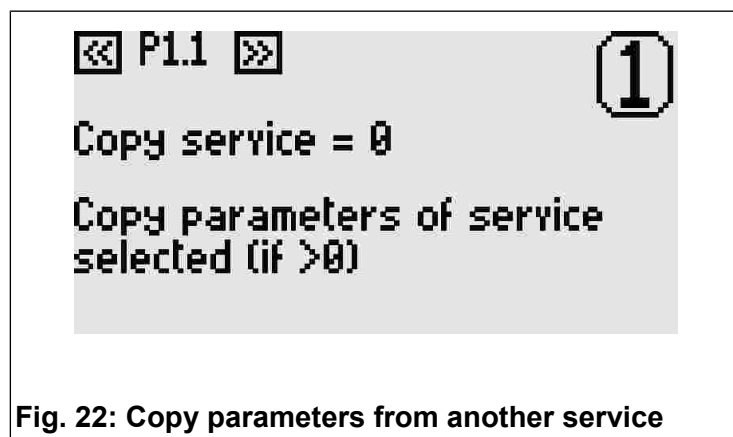 « P1.1 »
1
Copy service = 0
Copy parameters of service
selected (if >0)
Fig. 22: Copy parameters from another service